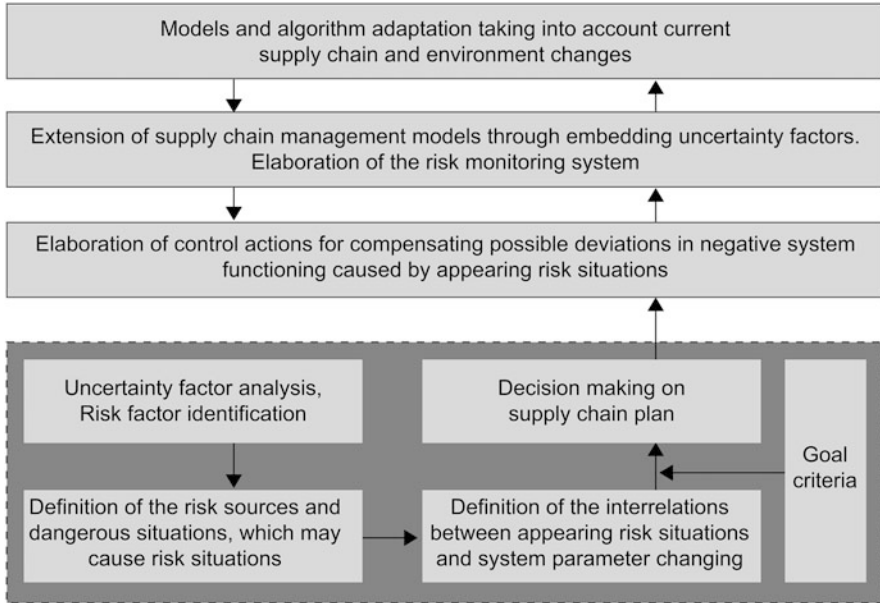 Models and algorithm adaptation taking into account current
supply chain and environment changes
Extension of supply chain management models through embedding uncertainty factors.
Elaboration of the risk monitoring system
Elaboration of control actions for compensating possible deviations in negative system
functioning caused by appearing risk situations
Uncertainty factor analysis,
Risk factor identification
Decision making on
supply chain plan
Goal
criteria
Definition of the risk sources and
dangerous situations, which may
cause risk situations
Definition of the interrelations
between appearing risk situations
and system parameter changing